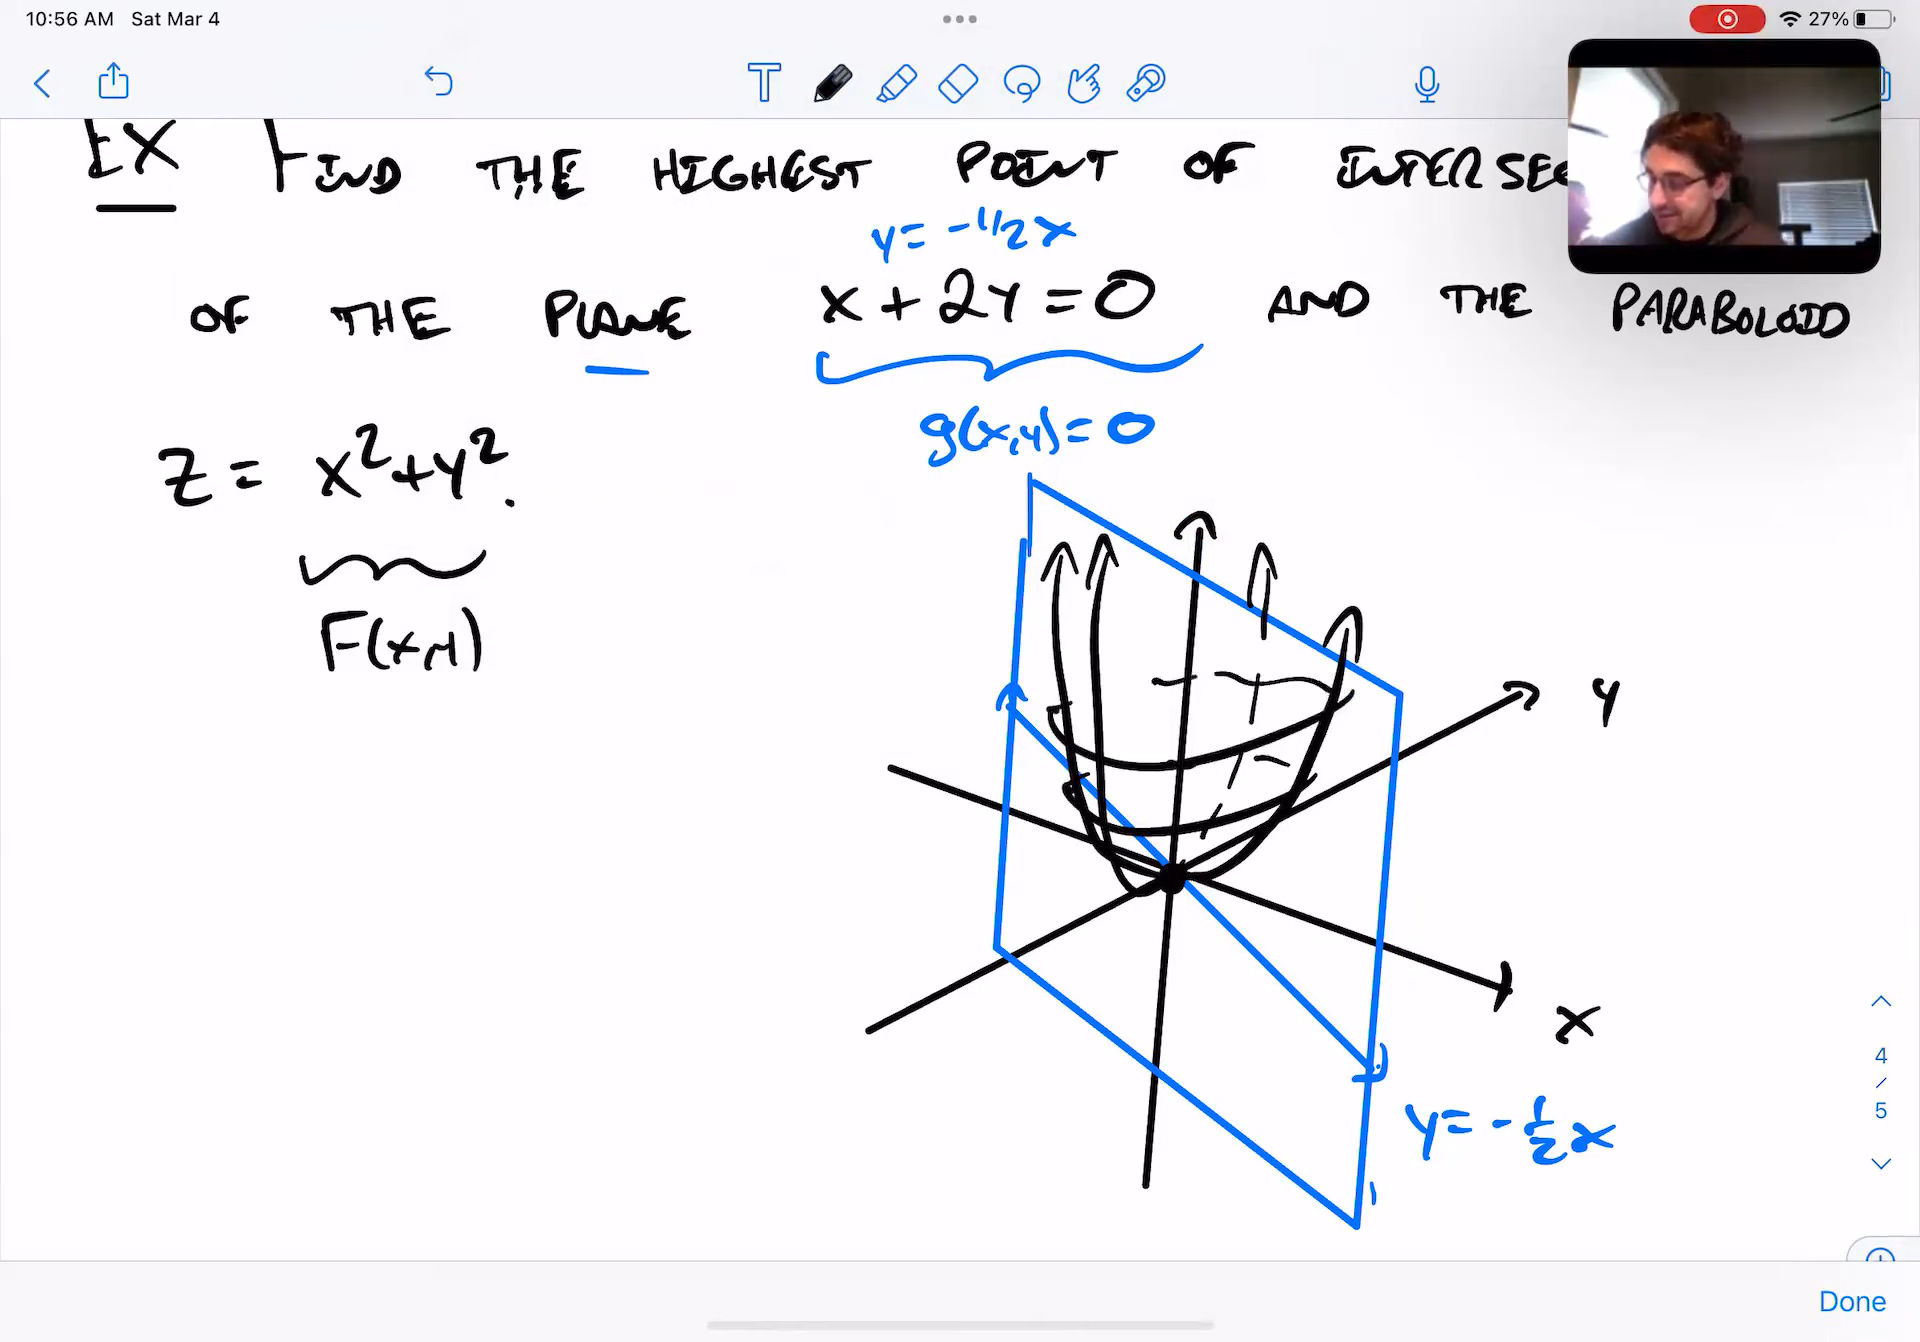 10:56 AM Sat Mar 4
27%
EX FIND THE HIGHEST POINT OF
y = -1/2 x
OF THE PLANE x + 2y = 0 AND THE PARABOLOID
g(x,y) = 0
z = x² + y².
F(x,y)
y
x
y = -½ x
4
/
5
Done